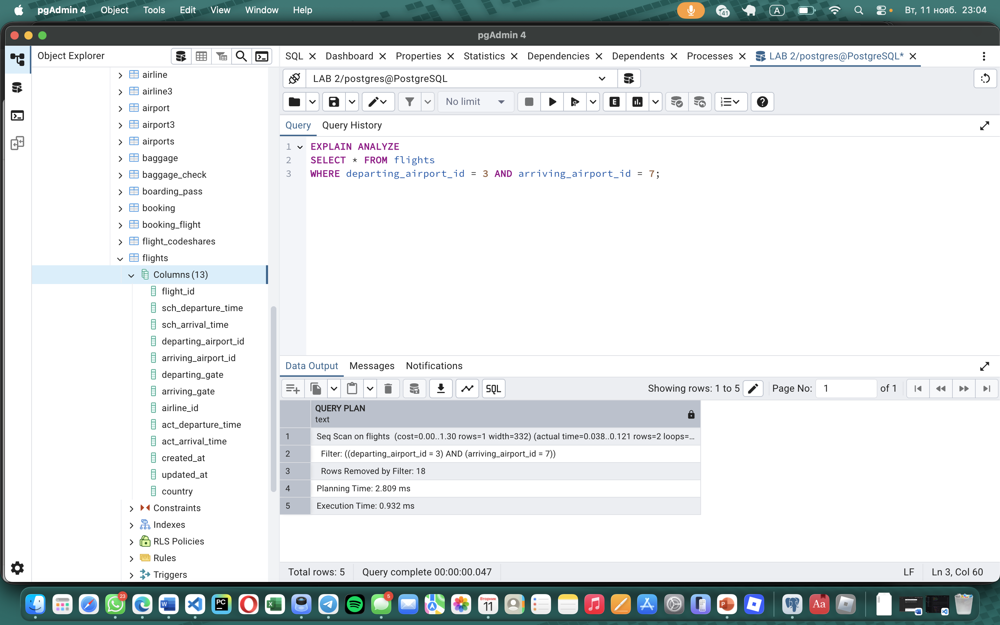 pgAdmin 4 Object Tools Edit View Window Help
41 A Вт, 11 нояб. 23:04
pgAdmin 4
Object Explorer
SQL Dashboard Properties Statistics Dependencies Dependents Processes LAB 2/postgres@PostgreSQL*
LAB 2/postgres@PostgreSQL
No limit
E
Query Query History
1 EXPLAIN ANALYZE
2 SELECT * FROM flights
3 WHERE departing_airport_id = 3 AND arriving_airport_id = 7;
airline
airline3
airport
airport3
airports
baggage
baggage_check
boarding_pass
booking
booking_flight
flight_codeshares
flights
Columns (13)
flight_id
sch_departure_time
sch_arrival_time
departing_airport_id
arriving_airport_id
departing_gate
arriving_gate
airline_id
act_departure_time
act_arrival_time
created_at
updated_at
country
Constraints
Indexes
RLS Policies
Rules
Triggers
Data Output Messages Notifications
SQL Showing rows: 1 to 5 Page No: 1 of 1
QUERY PLAN
text
1 Seq Scan on flights (cost=0.00..1.30 rows=1 width=332) (actual time=0.038..0.121 rows=2 loops=...
2 Filter: ((departing_airport_id = 3) AND (arriving_airport_id = 7))
3 Rows Removed by Filter: 18
4 Planning Time: 2.809 ms
5 Execution Time: 0.932 ms
Total rows: 5 Query complete 00:00:00.047 LF Ln 3, Col 60
23 W PC X 5 Вторник 11 P Aa